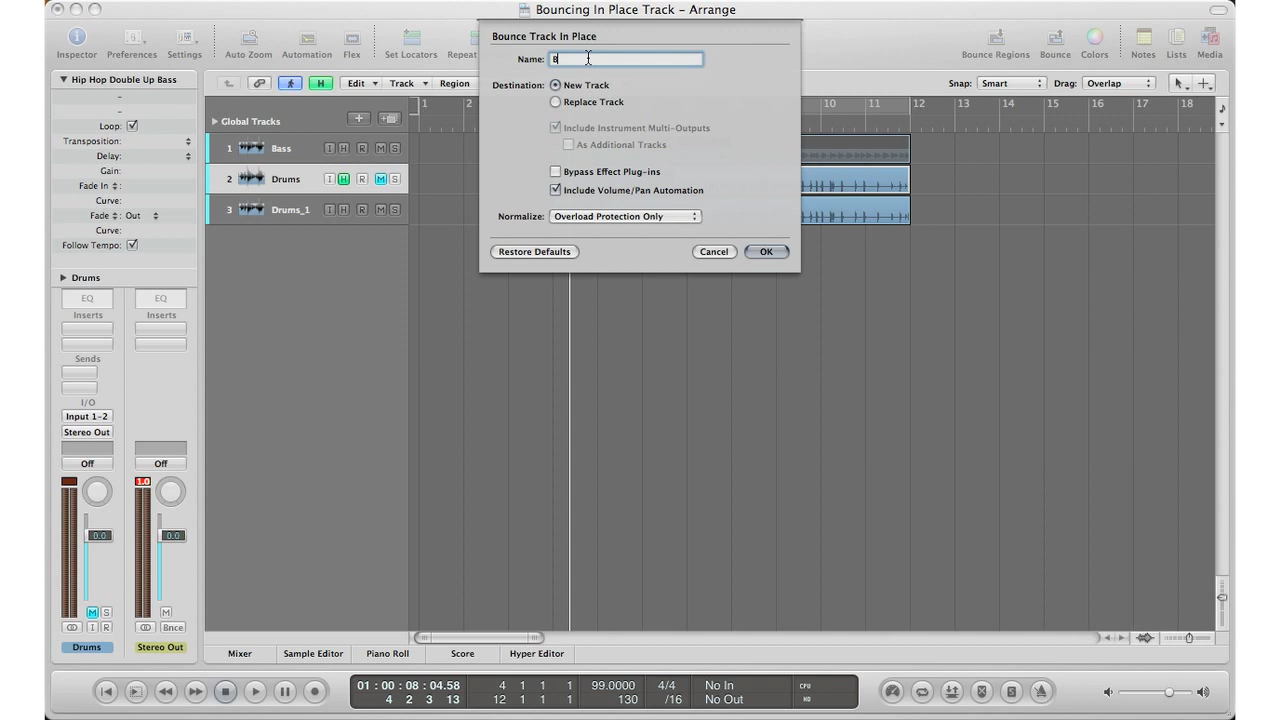 Bouncing In Place Track – Arrange
Inspector Preferences Settings Auto Zoom Automation Flex Set Locators Repeat Bounce Regions Bounce Colors Notes Lists Media
Bounce Track In Place
Name: B
Destination: New Track
Replace Track
Include Instrument Multi-Outputs
As Additional Tracks
Bypass Effect Plug-ins
Include Volume/Pan Automation
Normalize: Overload Protection Only
Restore Defaults Cancel OK
Hip Hop Double Up Bass
Loop:
Transposition:
Delay:
Gain:
Fade In :
Curve:
Fade : Out
Curve:
Follow Tempo:
Drums
EQ EQ
Inserts Inserts
Sends
I/O
Input 1-2
Stereo Out
Off Off
1.0
0.0 0.0
M S M
I R Bnce
Drums Stereo Out
H Edit Track Region Snap: Smart Drag: Overlap
Global Tracks
1 2 10 11 12 13 14 15 16 17 18
1 Bass I H R M S
2 Drums I H R M S
3 Drums_1 I H R M S
Mixer Sample Editor Piano Roll Score Hyper Editor
01 : 00 : 08 : 04.58 4 1 1 1 99.0000 4/4 No In CPU
4 2 3 13 12 1 1 1 130 /16 No Out HD
S